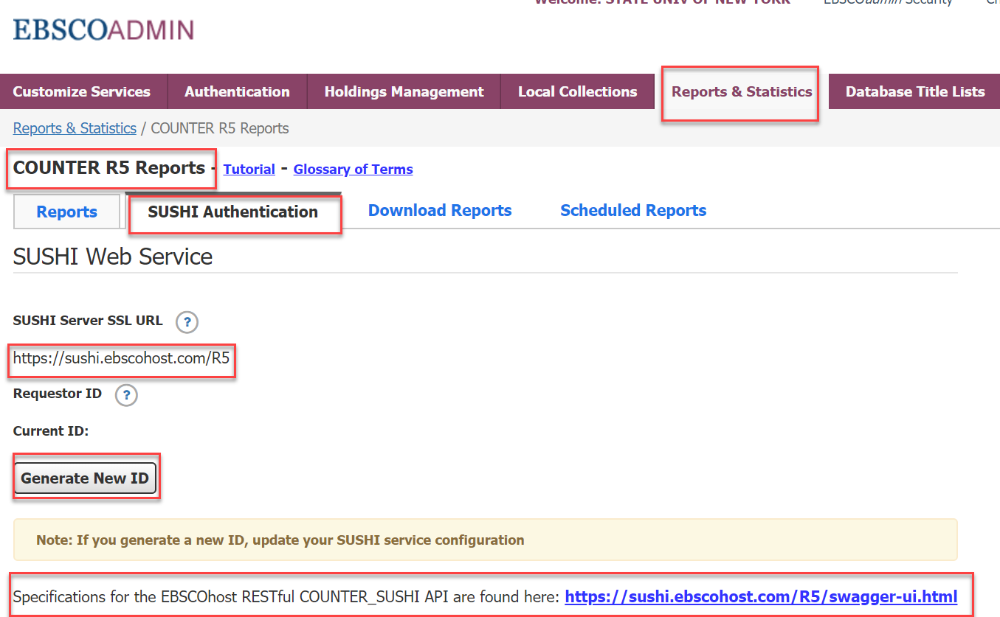 Welcome: STATE UNIV OF NEW YORK EBSCOadmin Security
EBSCOADMIN
Customize Services Authentication Holdings Management Local Collections Reports & Statistics Database Title Lists
Reports & Statistics / COUNTER R5 Reports
COUNTER R5 Reports - Tutorial - Glossary of Terms
Reports SUSHI Authentication Download Reports Scheduled Reports
SUSHI Web Service
SUSHI Server SSL URL ?
https://sushi.ebscohost.com/R5
Requestor ID ?
Current ID:
Generate New ID
Note: If you generate a new ID, update your SUSHI service configuration
Specifications for the EBSCOhost RESTful COUNTER_SUSHI API are found here: https://sushi.ebscohost.com/R5/swagger-ui.html